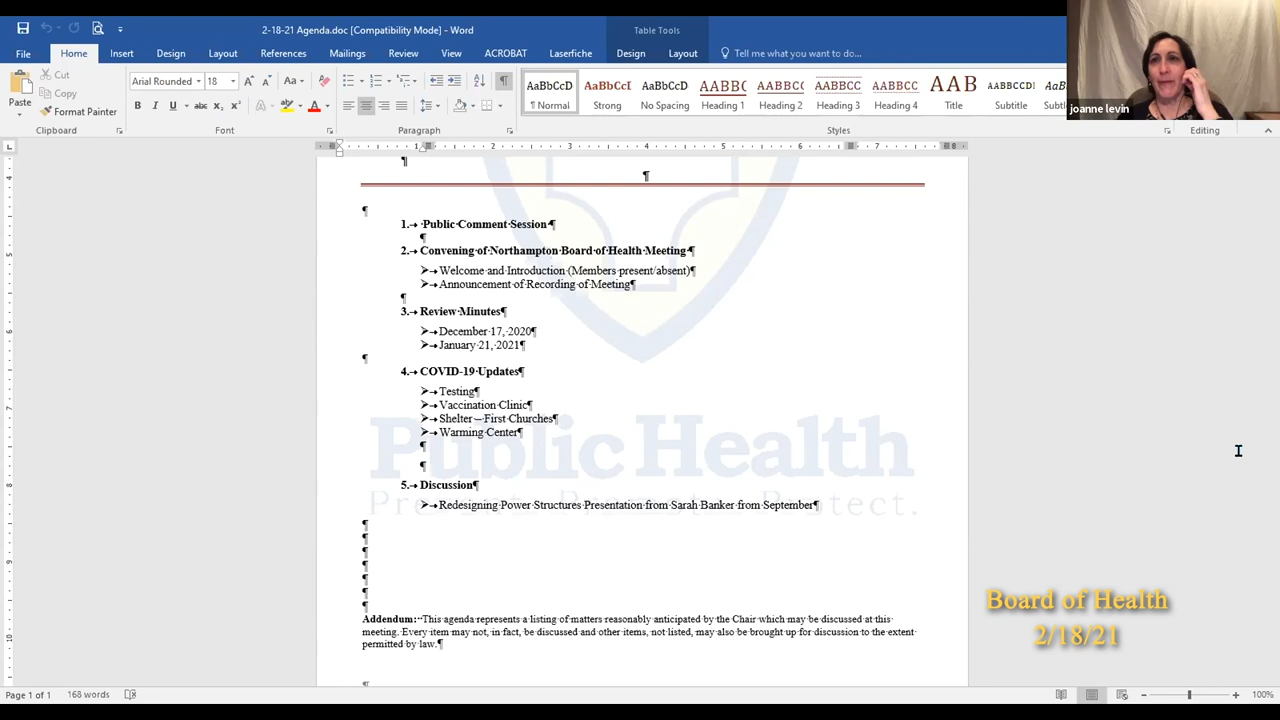 2-18-21 Agenda.doc [Compatibility Mode] - Word
Table Tools
File Home Insert Design Layout References Mailings Review View ACROBAT Laserfiche Design Layout Tell me what you want to do...
Paste
Cut
Copy
Format Painter
Clipboard
Arial Rounded 18
Font
Paragraph
AaBbCcD AaBbCcI AaBbCcD AABBC AABBCC AABBCC AABBCC AAB AABBCCD
¶ Normal Strong No Spacing Heading 1 Heading 2 Heading 3 Heading 4 Title Subtitle
Styles
Editing
joanne levin
1. Public Comment Session
2. Convening of Northampton Board of Health Meeting
Welcome and Introduction (Members present/absent)
Announcement of Recording of Meeting
3. Review Minutes
December 17, 2020
January 21, 2021
4. COVID-19 Updates
Testing
Vaccination Clinic
Shelter – First Churches
Warming Center
Public Health
Prevent. Promote. Protect.
5. Discussion
Redesigning Power Structures Presentation from Sarah Banker from September
Addendum: This agenda represents a listing of matters reasonably anticipated by the Chair which may be discussed at this
meeting. Every item may not, in fact, be discussed and other items, not listed, may also be brought up for discussion to the extent
permitted by law.
Board of Health
2/18/21
Page 1 of 1 168 words 100%